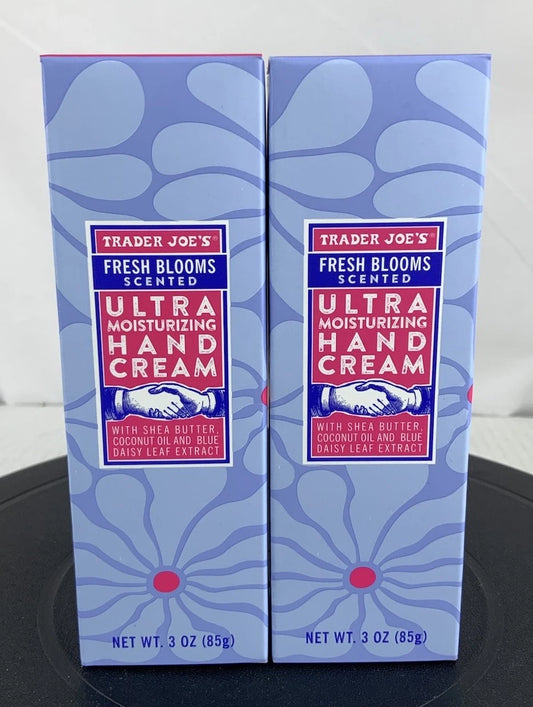 TRADER JOE'S®
FRESH BLOOMS
SCENTED
ULTRA
MOISTURIZING
HAND
CREAM
WITH SHEA BUTTER,
COCONUT OIL AND BLUE
DAISY LEAF EXTRACT
NET WT. 3 OZ (85g)
TRADER JOE'S®
FRESH BLOOMS
SCENTED
ULTRA
MOISTURIZING
HAND
CREAM
WITH SHEA BUTTER,
COCONUT OIL AND BLUE
DAISY LEAF EXTRACT
NET WT. 3 OZ (85g)